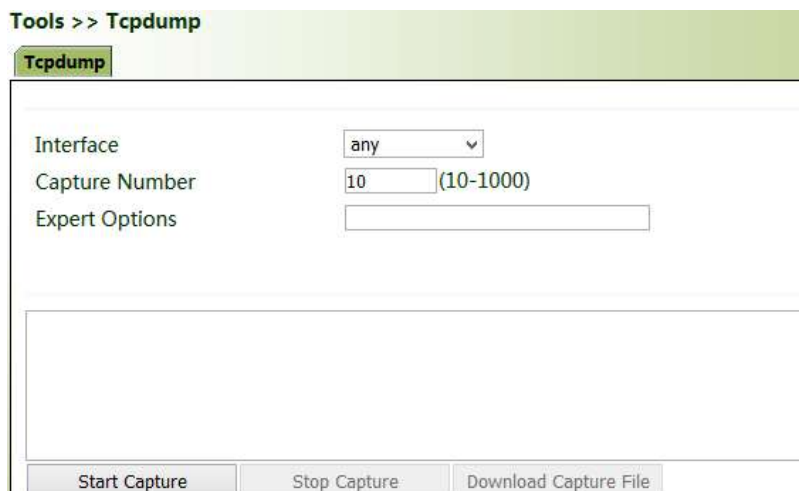 Tools >> Tcpdump
Tcpdump
Interface any
Capture Number 10 (10-1000)
Expert Options
Start Capture Stop Capture Download Capture File